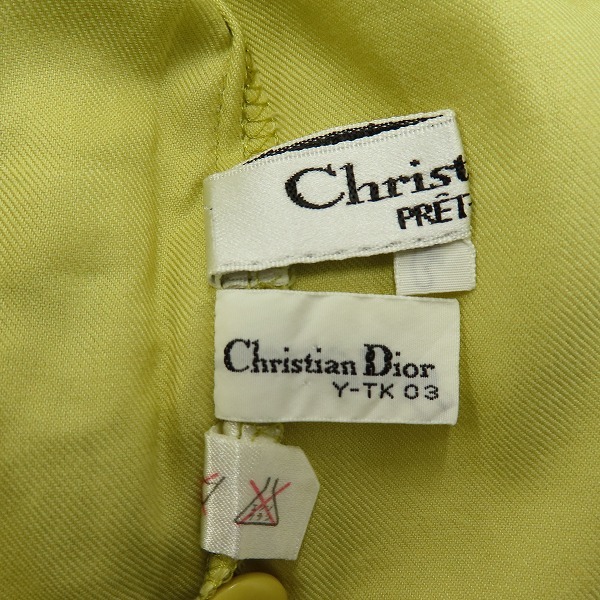 Christ
PRÊT-
Christian Dior
Y-TK 03